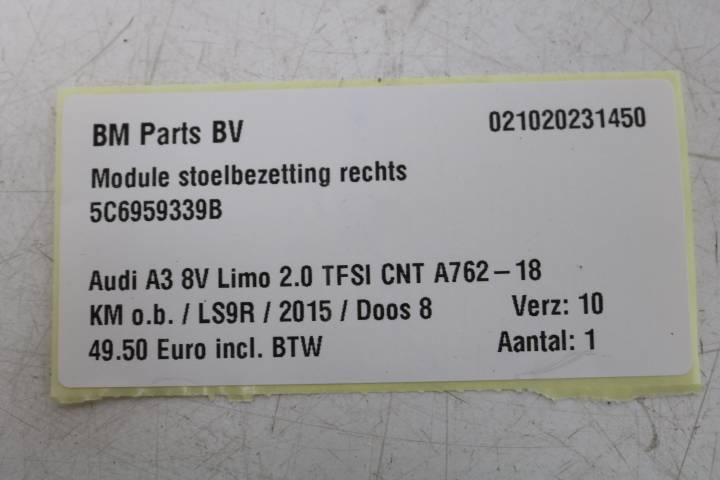 BM Parts BV 021020231450
Module stoelbezetting rechts
5C6959339B
Audi A3 8V Limo 2.0 TFSI CNT A762-18
KM o.b. / LS9R / 2015 / Doos 8 Verz: 10
49.50 Euro incl. BTW Aantal: 1